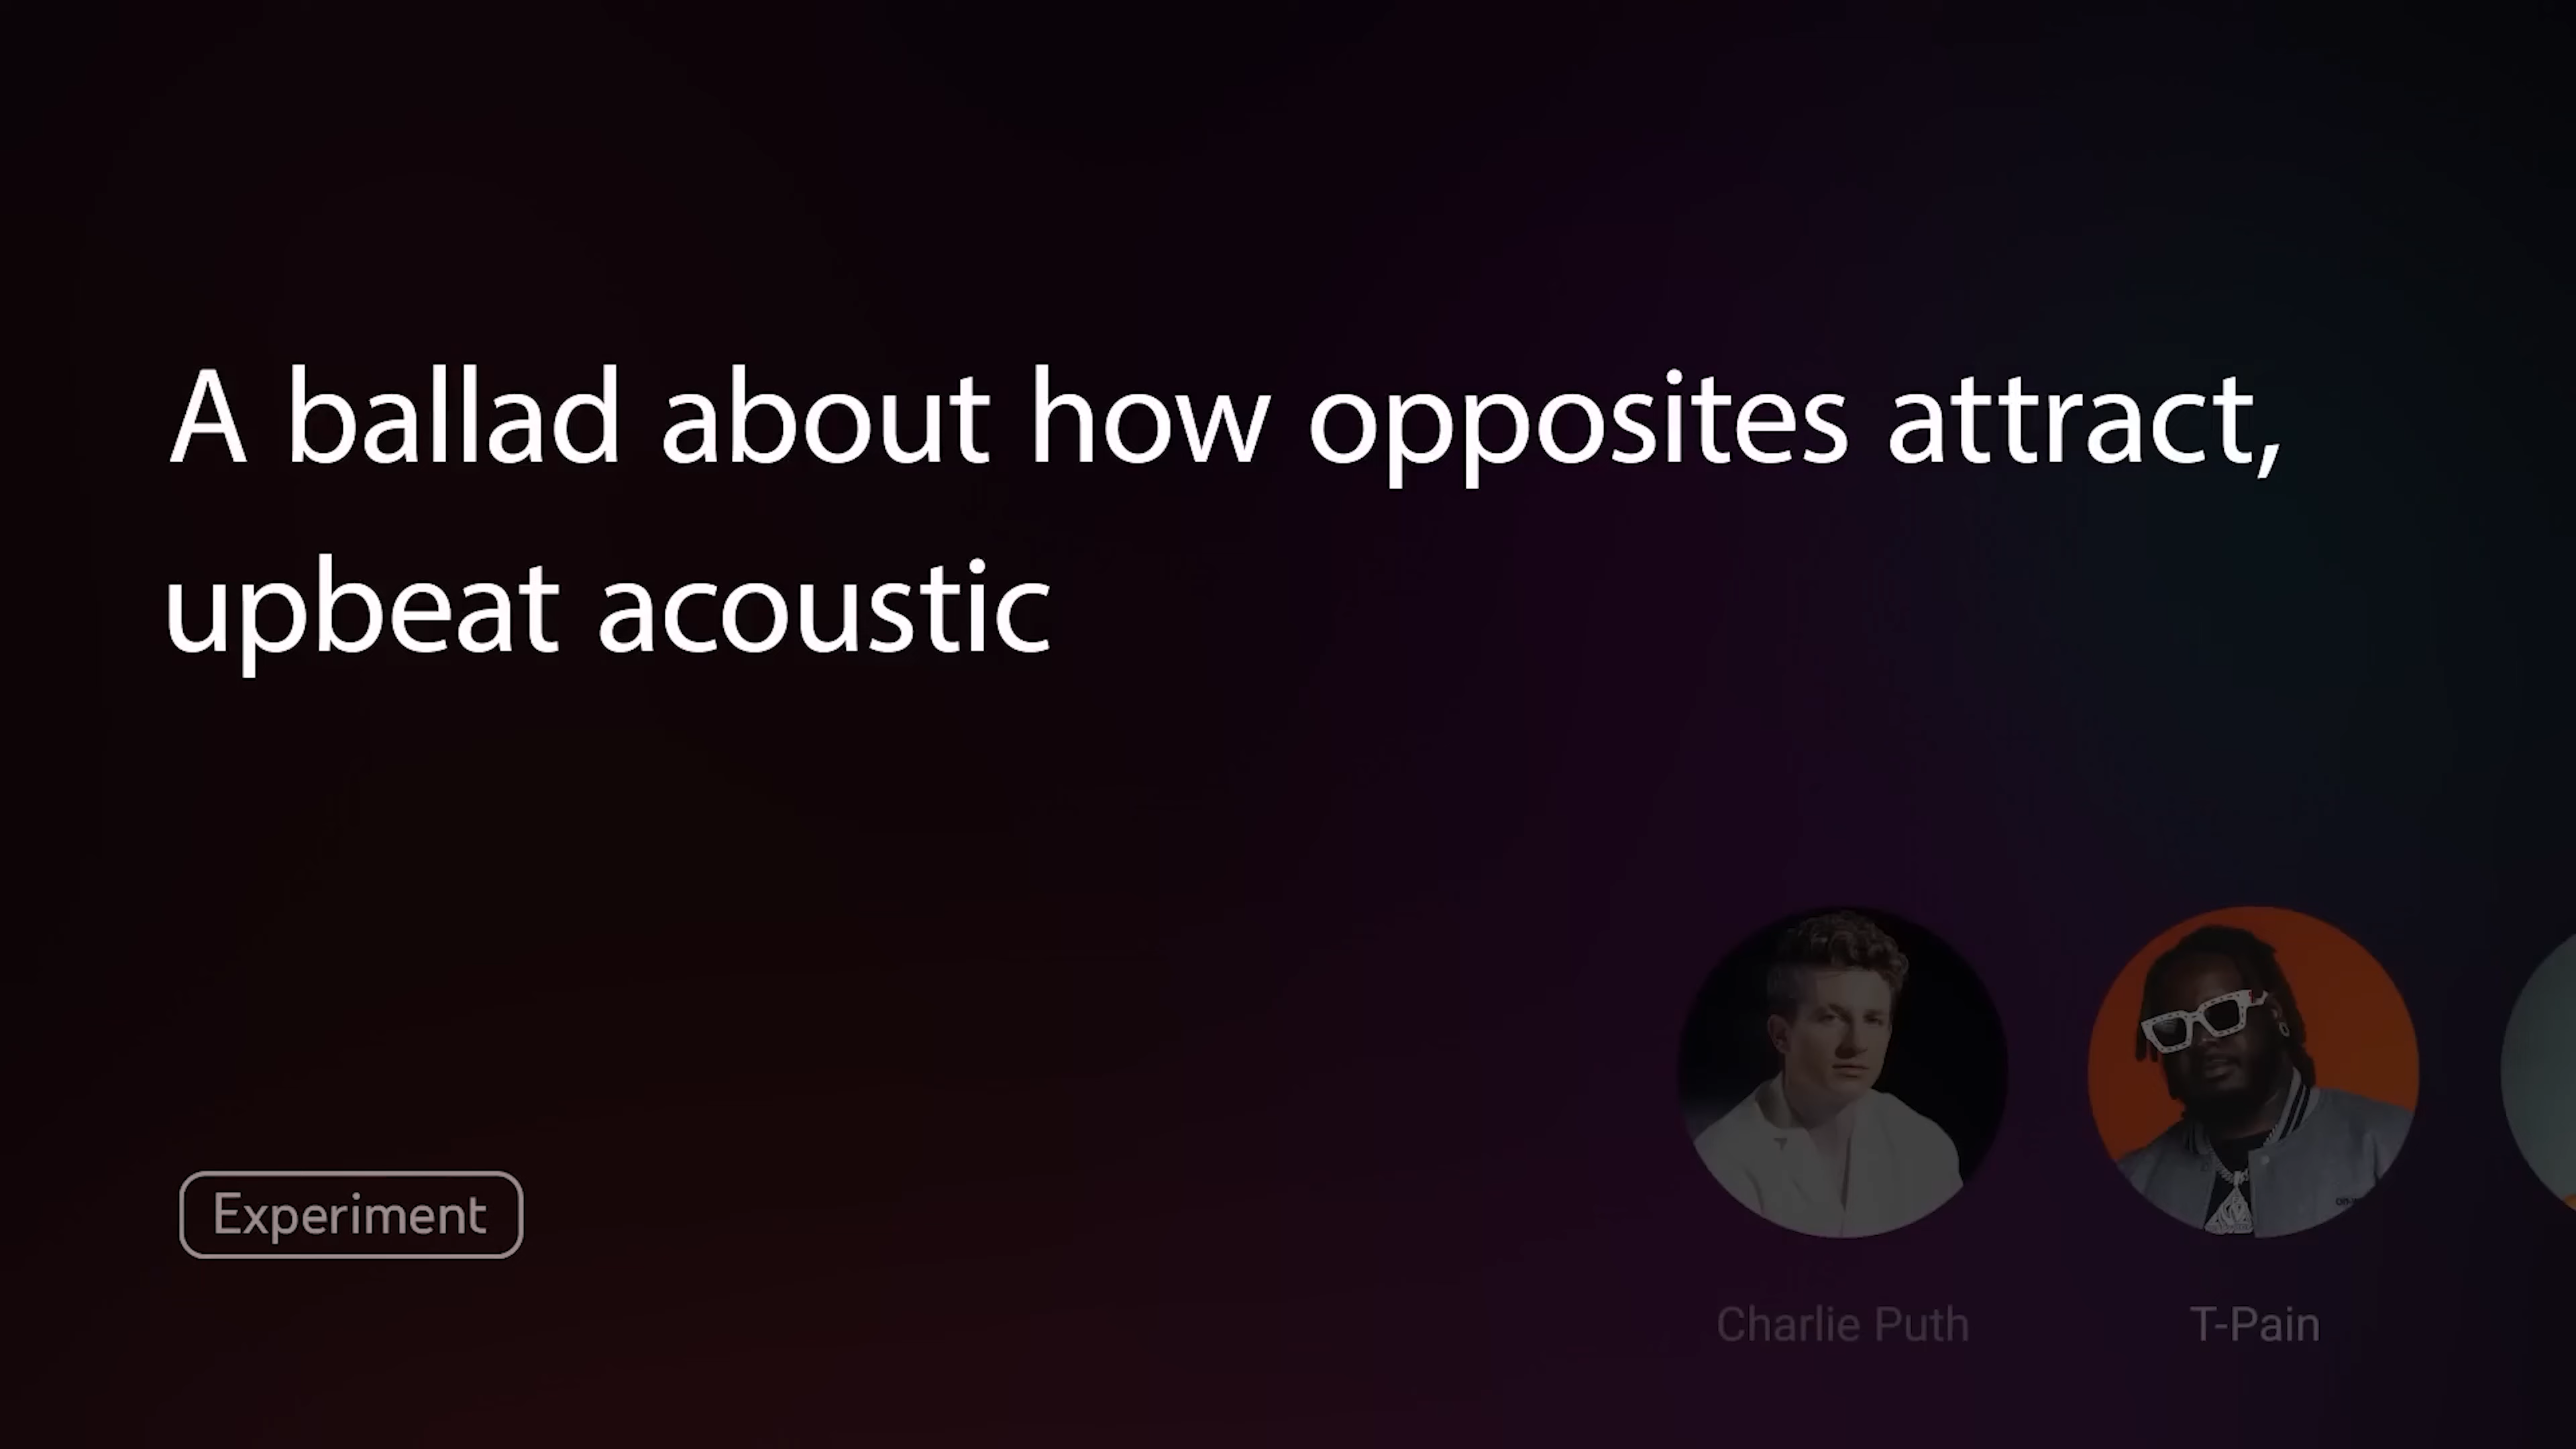 A ballad about how opposites attract,
upbeat acoustic
Experiment
Charlie Puth
T-Pain